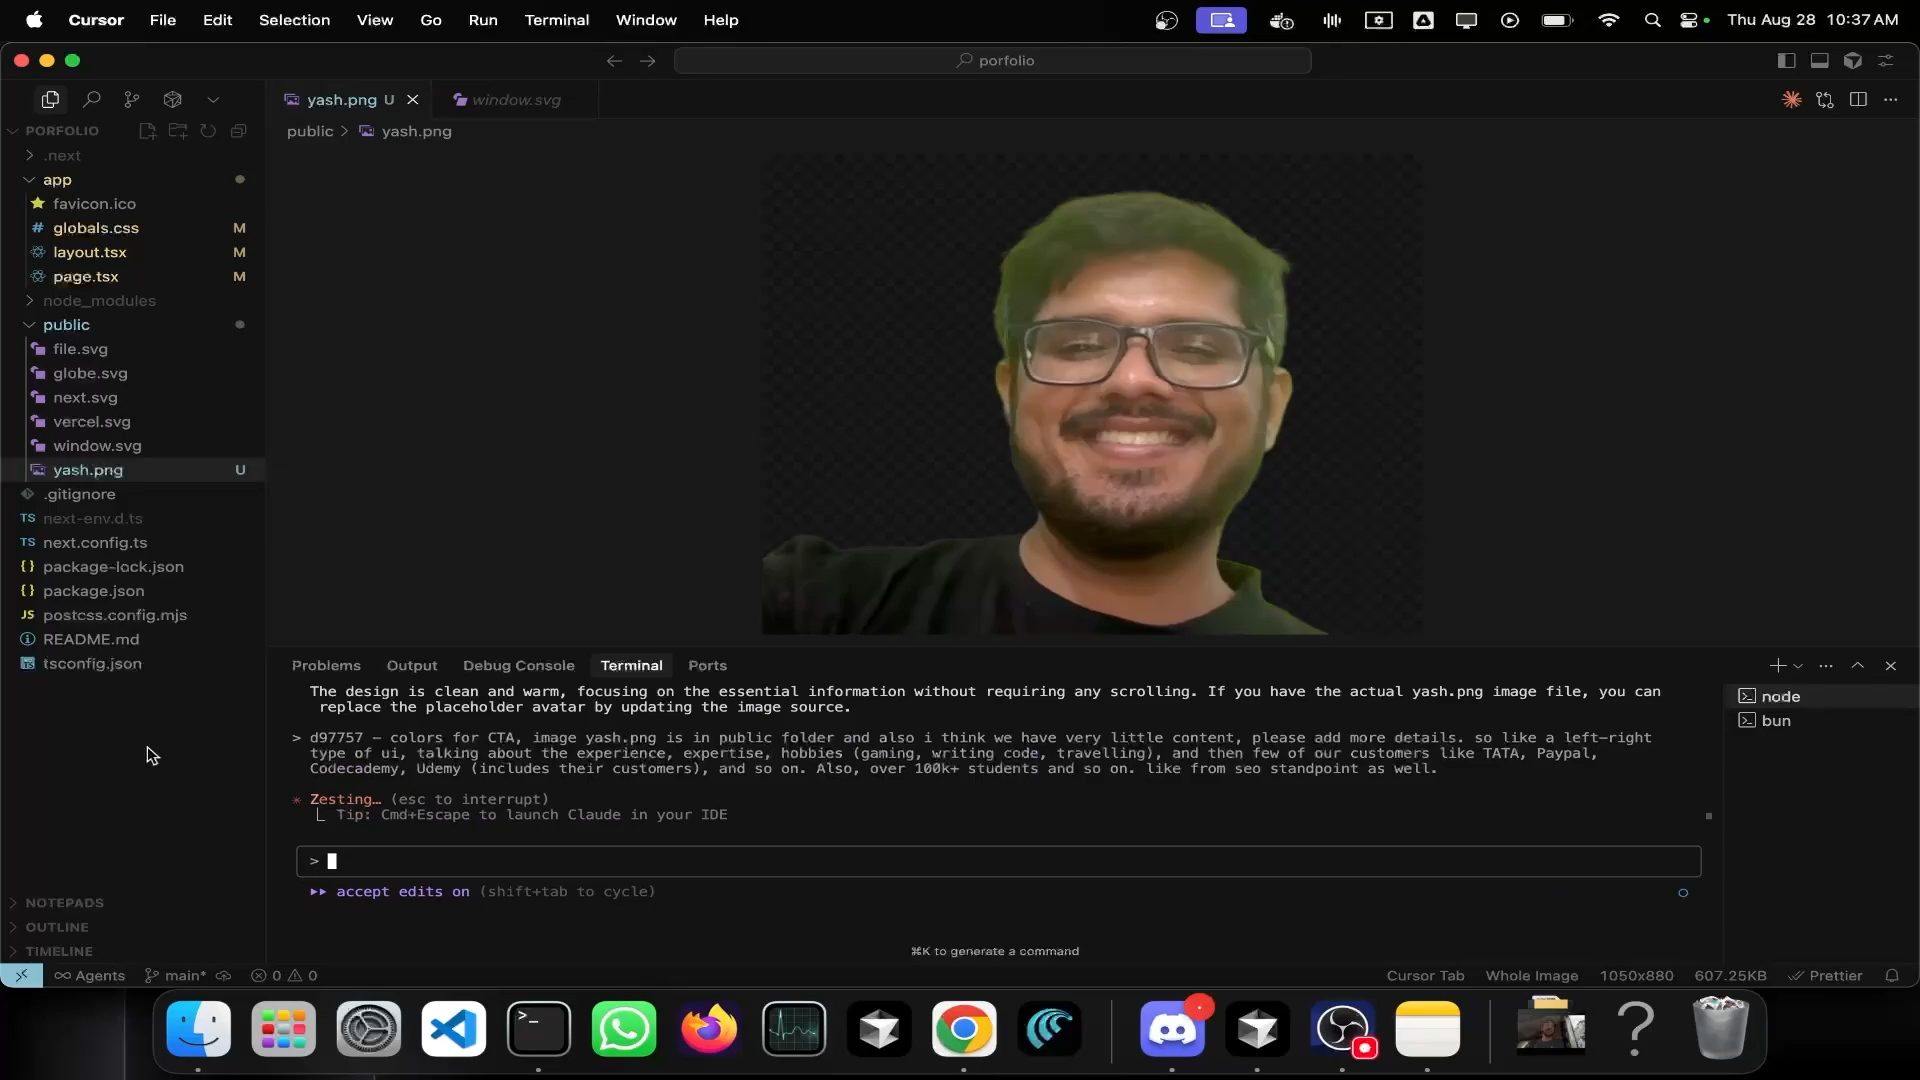 Cursor File Edit Selection View Go Run Terminal Window Help Thu Aug 28 10:37 AM
porfolio
yash.png U window.svg
PORFOLIO
public > yash.png
.next
app
favicon.ico
globals.css M
layout.tsx M
page.tsx M
node_modules
public
file.svg
globe.svg
next.svg
vercel.svg
window.svg
yash.png U
.gitignore
TS next-env.d.ts
TS next.config.ts
{} package-lock.json
{} package.json
JS postcss.config.mjs
README.md
tsconfig.json
NOTEPADS
OUTLINE
TIMELINE
Problems Output Debug Console Terminal Ports
The design is clean and warm, focusing on the essential information without requiring any scrolling. If you have the actual yash.png image file, you can
replace the placeholder avatar by updating the image source.
> d97757 – colors for CTA, image yash.png is in public folder and also i think we have very little content, please add more details. so like a left-right
type of ui, talking about the experience, expertise, hobbies (gaming, writing code, travelling), and then few of our customers like TATA, Paypal,
Codecademy, Udemy (includes their customers), and so on. Also, over 100k+ students and so on. like from seo standpoint as well.
* Zesting… (esc to interrupt)
Tip: Cmd+Escape to launch Claude in your IDE
>
accept edits on (shift+tab to cycle)
⌘K to generate a command
node
bun
Agents main* 0 0 Cursor Tab Whole Image 1050x880 607.25KB Prettier